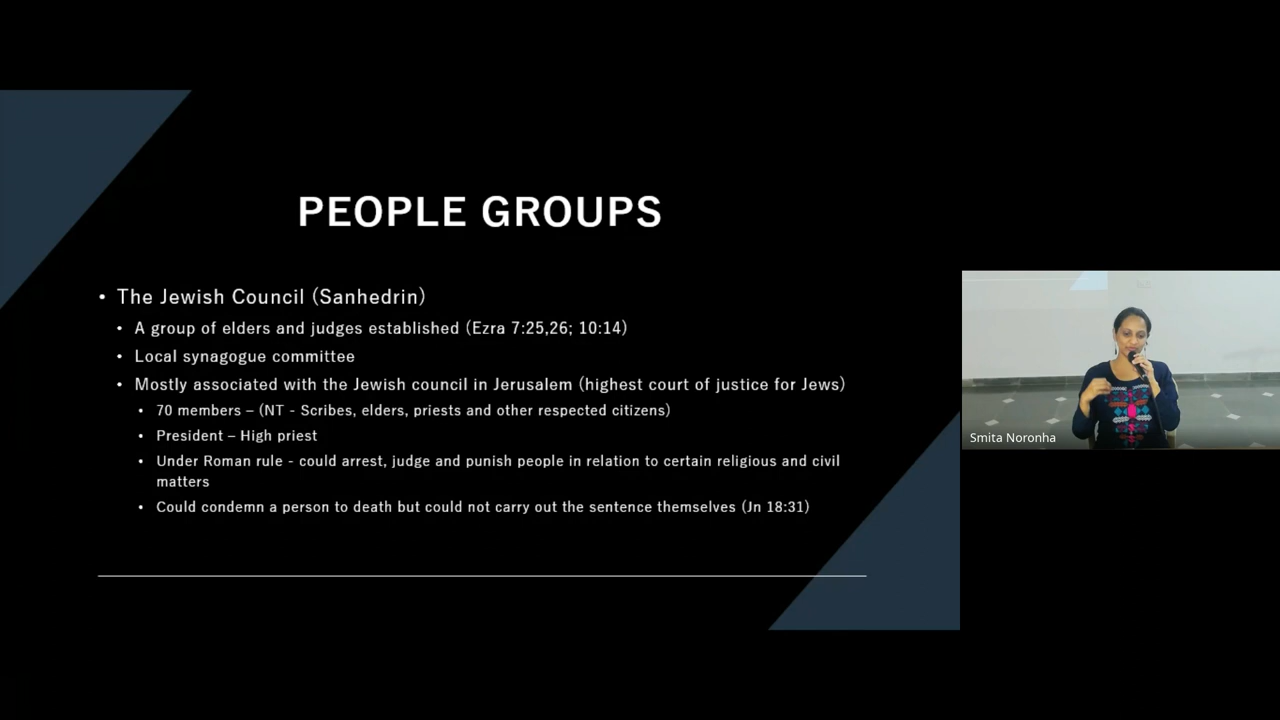 PEOPLE GROUPS
• The Jewish Council (Sanhedrin)
• A group of elders and judges established (Ezra 7:25,26; 10:14)
• Local synagogue committee
• Mostly associated with the Jewish council in Jerusalem (highest court of justice for Jews)
• 70 members – (NT - Scribes, elders, priests and other respected citizens)
• President – High priest
• Under Roman rule - could arrest, judge and punish people in relation to certain religious and civil
matters
• Could condemn a person to death but could not carry out the sentence themselves (Jn 18:31)
Smita Noronha